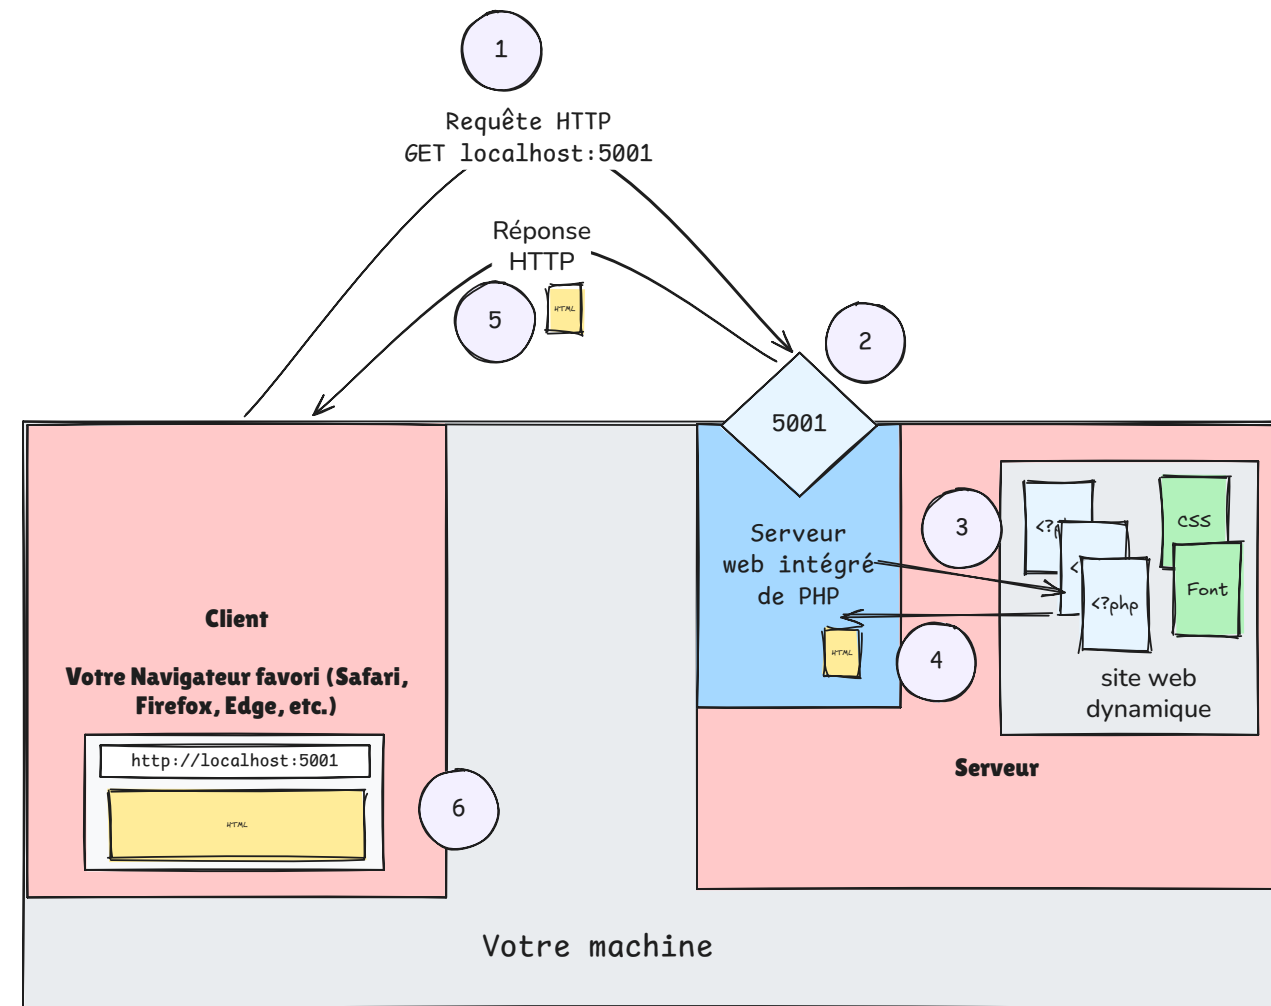 1
Requête HTTP
GET localhost:5001
Réponse
HTTP
5
HTML
2
5001
Serveur
web intégré
de PHP
3
<?p
<
<?php
CSS
Font
HTML
4
site web
dynamique
Serveur
Client
Votre Navigateur favori (Safari,
Firefox, Edge, etc.)
http://localhost:5001
HTML
6
Votre machine